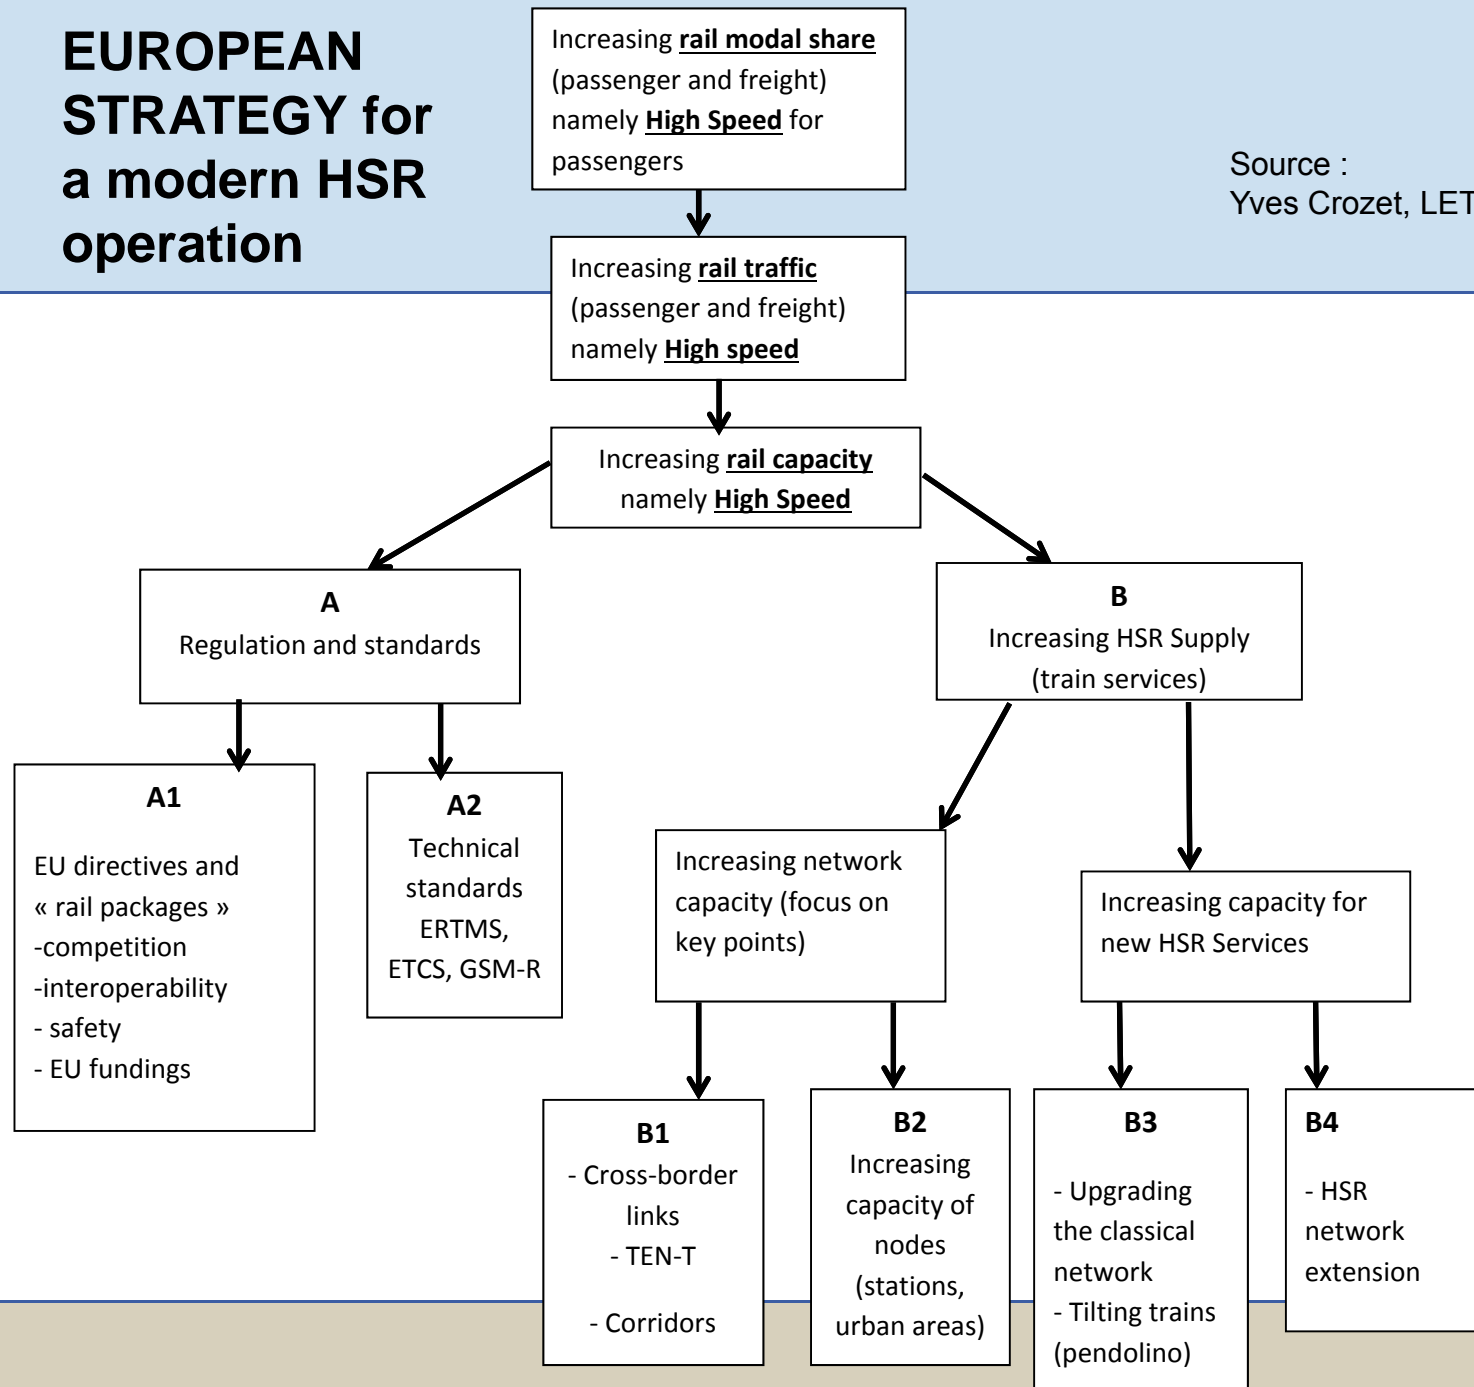 EUROPEAN
STRATEGY for
a modern HSR
operation
Increasing rail modal share
(passenger and freight)
namely High Speed for
passengers
Source :
Yves Crozet, LET
Increasing rail traffic
(passenger and freight)
namely High speed
Increasing rail capacity
namely High Speed
A
Regulation and standards
B
Increasing HSR Supply
(train services)
A1
EU directives and
« rail packages »
-competition
-interoperability
- safety
- EU fundings
A2
Technical
standards
ERTMS,
ETCS, GSM-R
Increasing network
capacity (focus on
key points)
Increasing capacity for
new HSR Services
B1
- Cross-border
links
- TEN-T
- Corridors
B2
Increasing
capacity of
nodes
(stations,
urban areas)
B3
- Upgrading
the classical
network
- Tilting trains
(pendolino)
B4
- HSR
network
extension